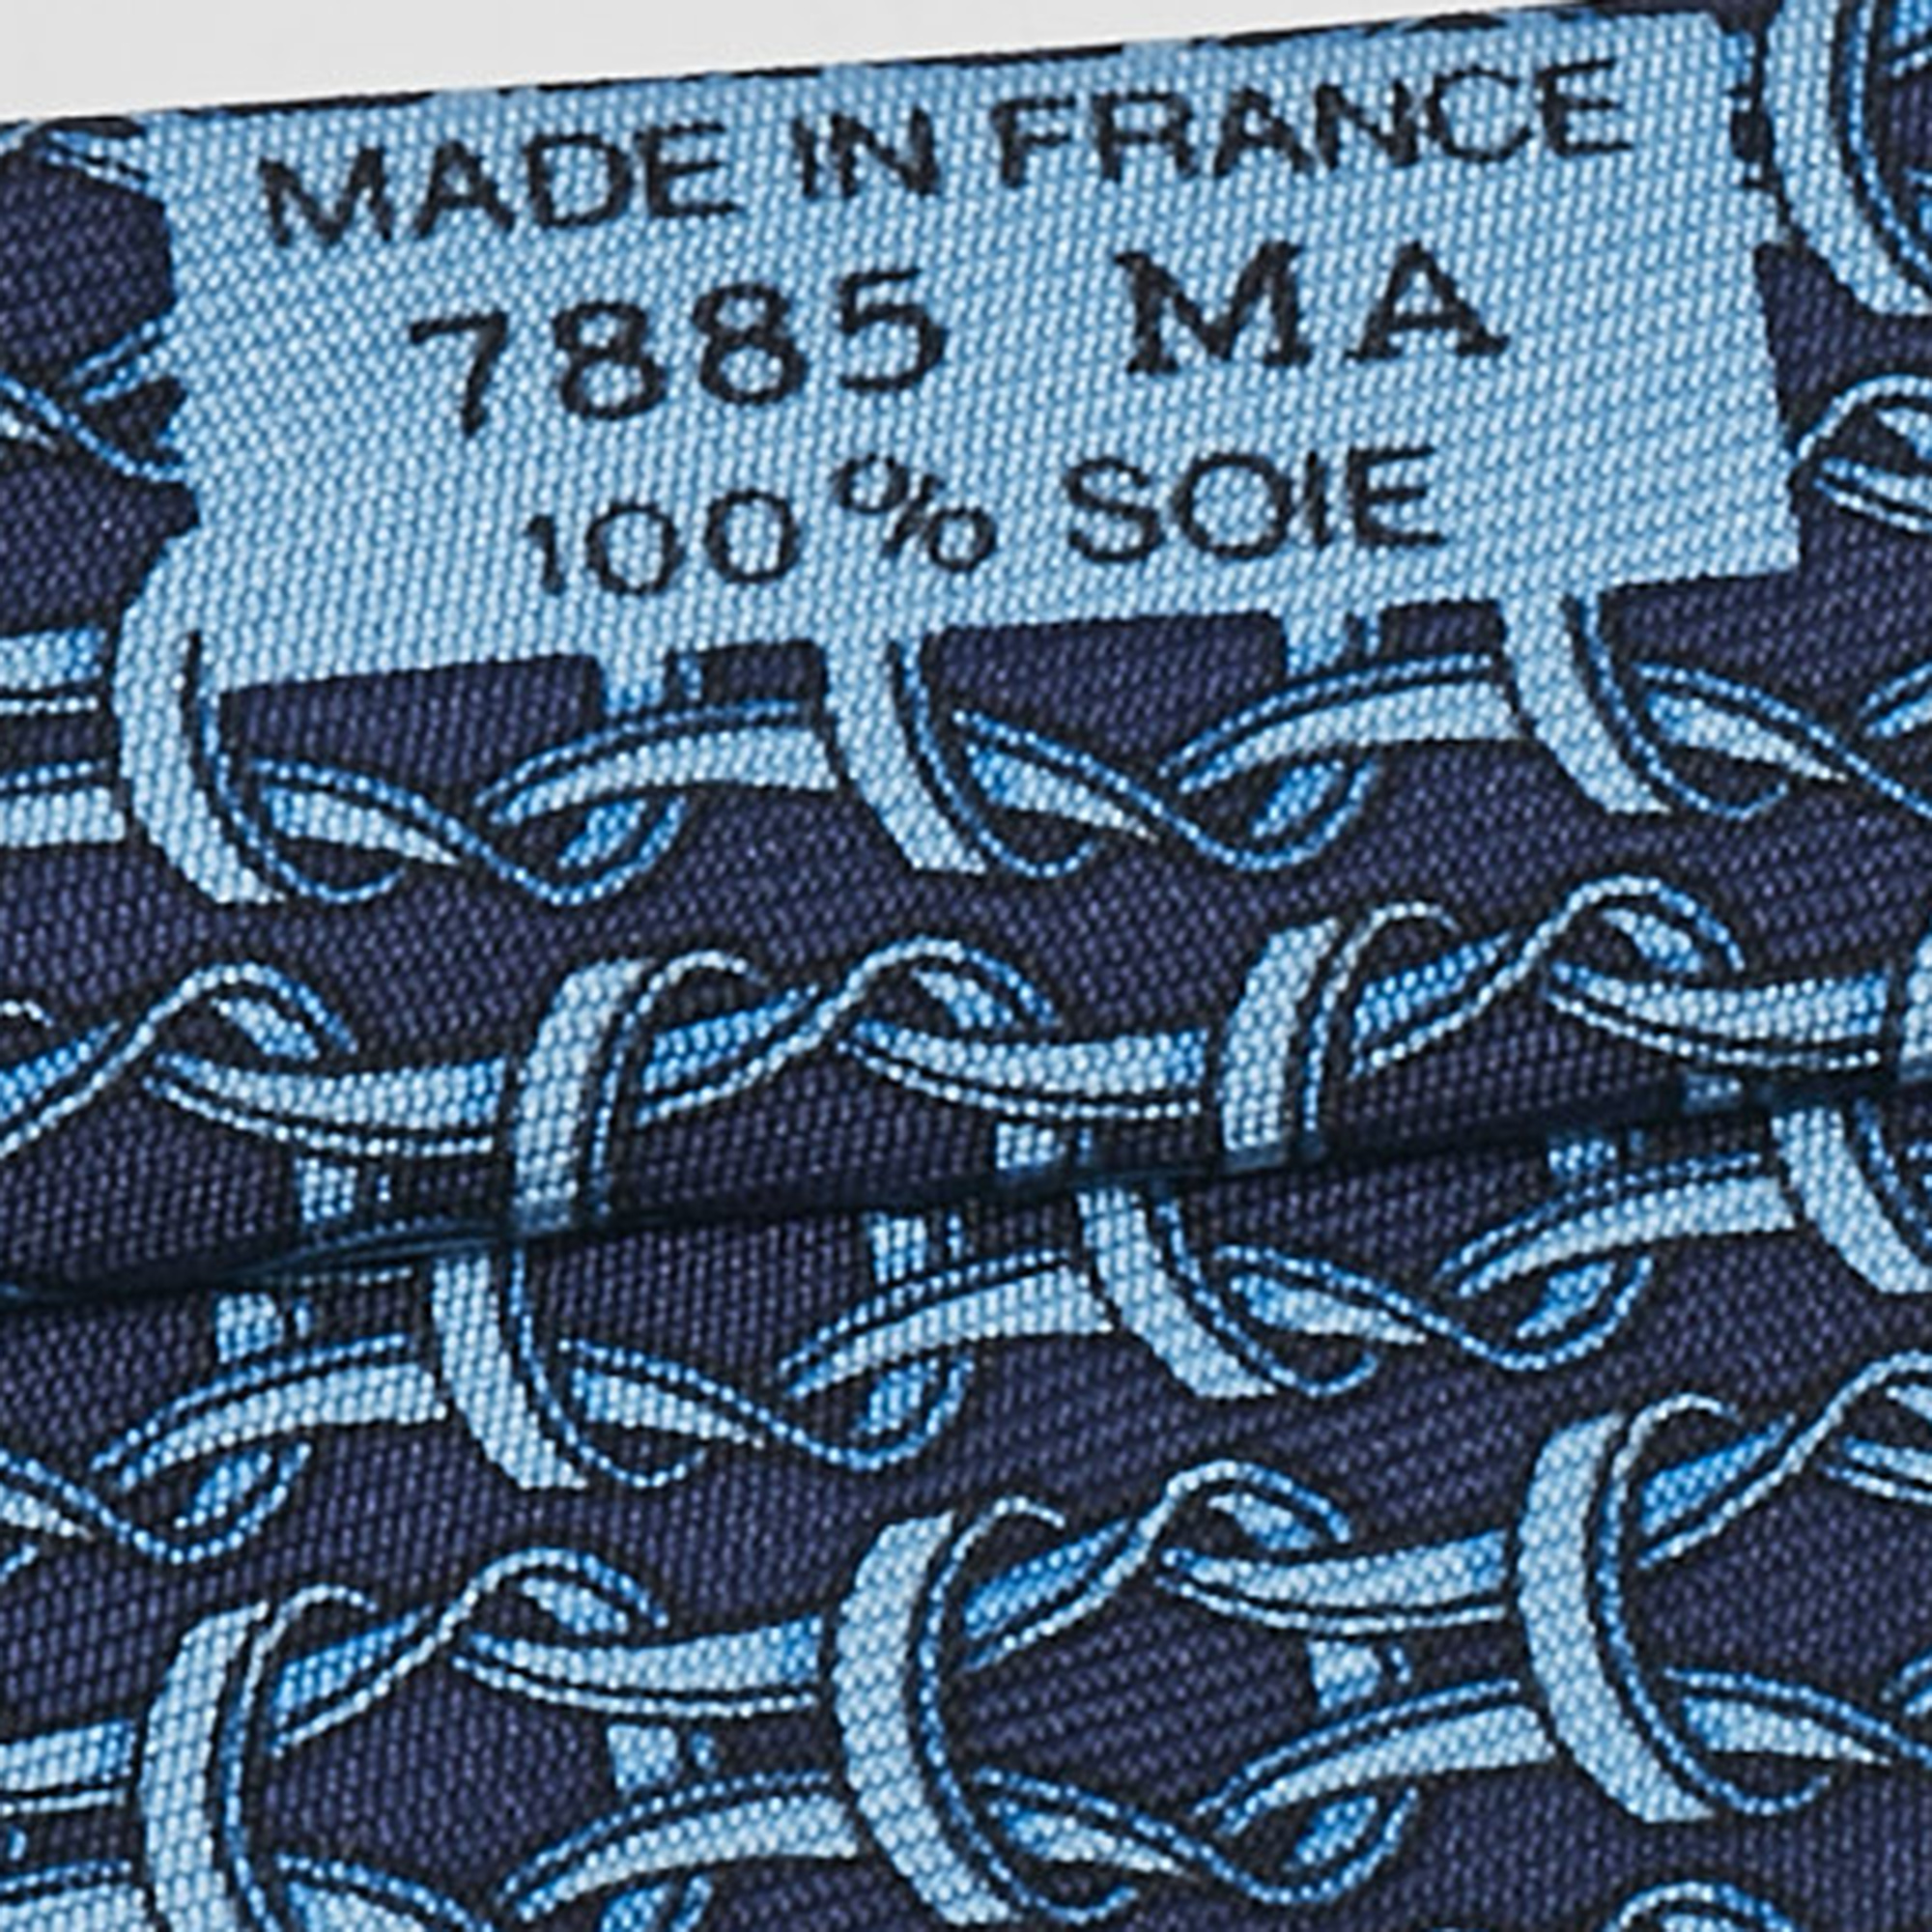 MADE IN FRANCE
7885 MA
100% SOIE